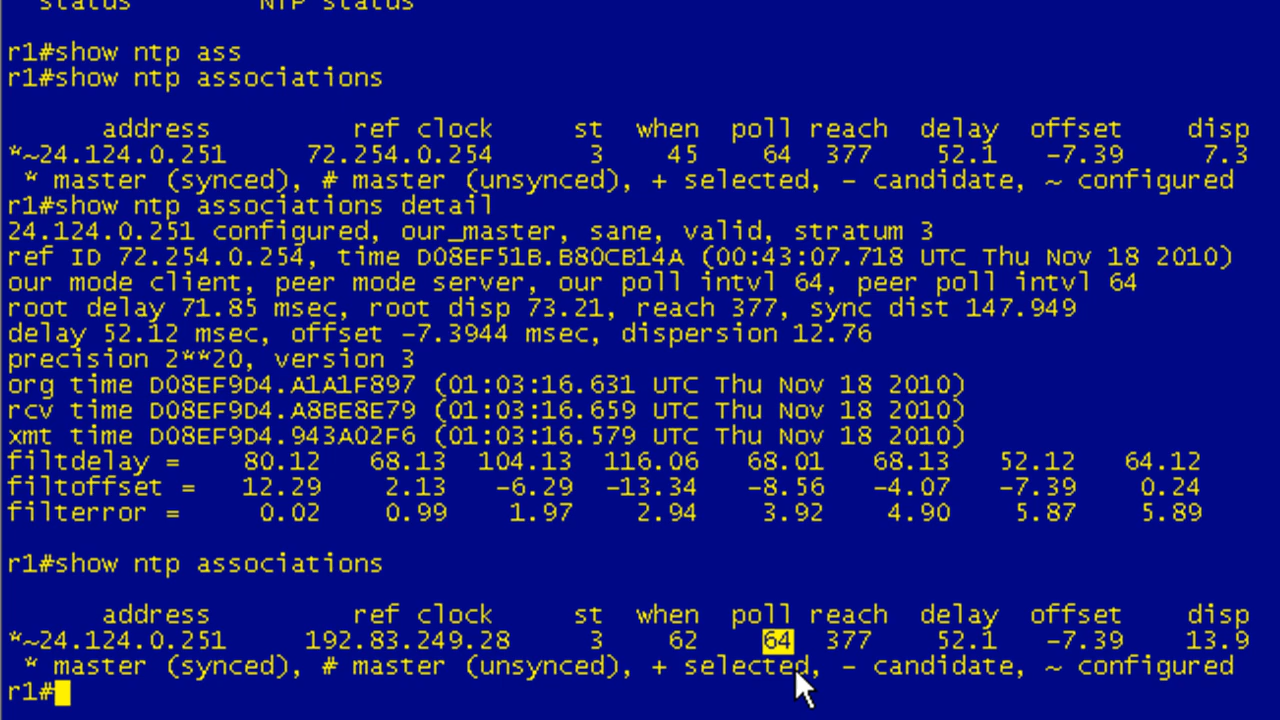 status NTP status
r1#show ntp ass
r1#show ntp associations
address ref clock st when poll reach delay offset disp
*~24.124.0.251 72.254.0.254 3 45 64 377 52.1 -7.39 7.3
* master (synced), # master (unsynced), + selected, - candidate, ~ configured
r1#show ntp associations detail
24.124.0.251 configured, our_master, sane, valid, stratum 3
ref ID 72.254.0.254, time D08EF51B.B80CB14A (00:43:07.718 UTC Thu Nov 18 2010)
our mode client, peer mode server, our poll intvl 64, peer poll intvl 64
root delay 71.85 msec, root disp 73.21, reach 377, sync dist 147.949
delay 52.12 msec, offset -7.3944 msec, dispersion 12.76
precision 2**20, version 3
org time D08EF9D4.A1A1F897 (01:03:16.631 UTC Thu Nov 18 2010)
rcv time D08EF9D4.A8BE8E79 (01:03:16.659 UTC Thu Nov 18 2010)
xmt time D08EF9D4.943A02F6 (01:03:16.579 UTC Thu Nov 18 2010)
filtdelay = 80.12 68.13 104.13 116.06 68.01 68.13 52.12 64.12
filtoffset = 12.29 2.13 -6.29 -13.34 -8.56 -4.07 -7.39 0.24
filterror = 0.02 0.99 1.97 2.94 3.92 4.90 5.87 5.89
r1#show ntp associations
address ref clock st when poll reach delay offset disp
*~24.124.0.251 192.83.249.28 3 62 64 377 52.1 -7.39 13.9
* master (synced), # master (unsynced), + selected, - candidate, ~ configured
r1#